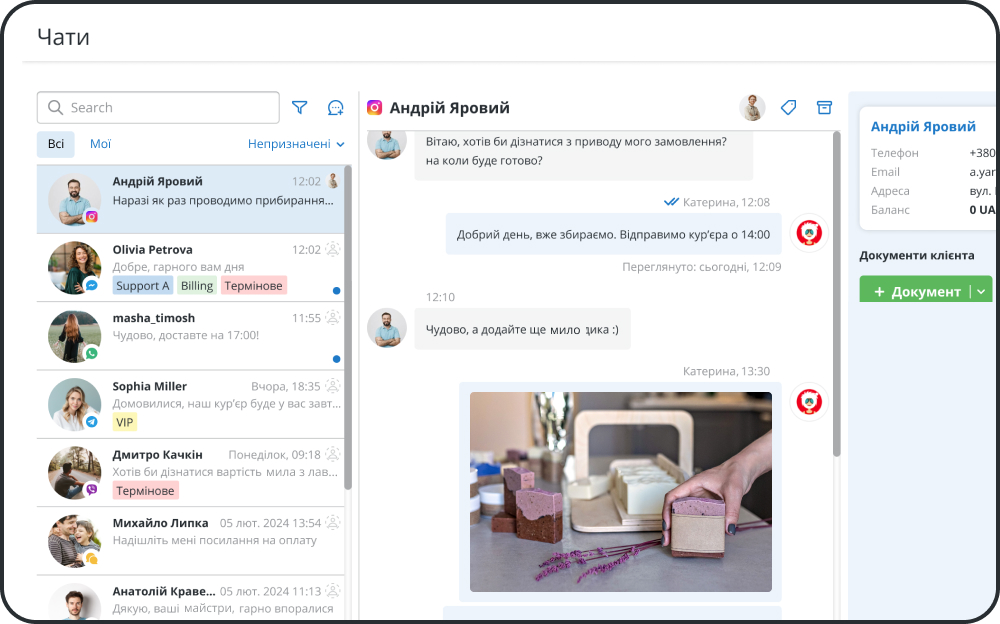 Чати
Search
Всі
Мої
Непризначені
Андрій Яровий
12:02
Наразі як раз проводимо прибирання...
Olivia Petrova
12:02
Добре, гарного вам дня
Support A
Billing
Термінове
masha_timosh
11:55
Чудово, доставте на 17:00!
Sophia Miller
Вчора, 18:35
Домовилися, наш кур’єр буде у вас завт...
VIP
Дмитро Качкін
Понеділок, 09:18
Хотів би дізнатися вартість мила з лав...
Термінове
Михайло Липка
05 лют. 2024 13:54
Надішліть мені посилання на оплату
Анатолій Краве...
05 лют. 2024 11:13
Дякую, ваші майстри, гарно впоралися
Андрій Яровий
Вітаю, хотів би дізнатися з приводу мого замовлення?
на коли буде готово?
Катерина, 12:08
Добрий день, вже збираємо. Відправимо кур’єра о 14:00
Переглянуто: сьогодні, 12:09
12:10
Чудово, а додайте ще мило :)
Катерина, 13:30
Андрій Яровий
Телефон
+380
Email
a.yar
Адреса
вул.
Баланс
0 UA
Документи клієнта
+ Документ